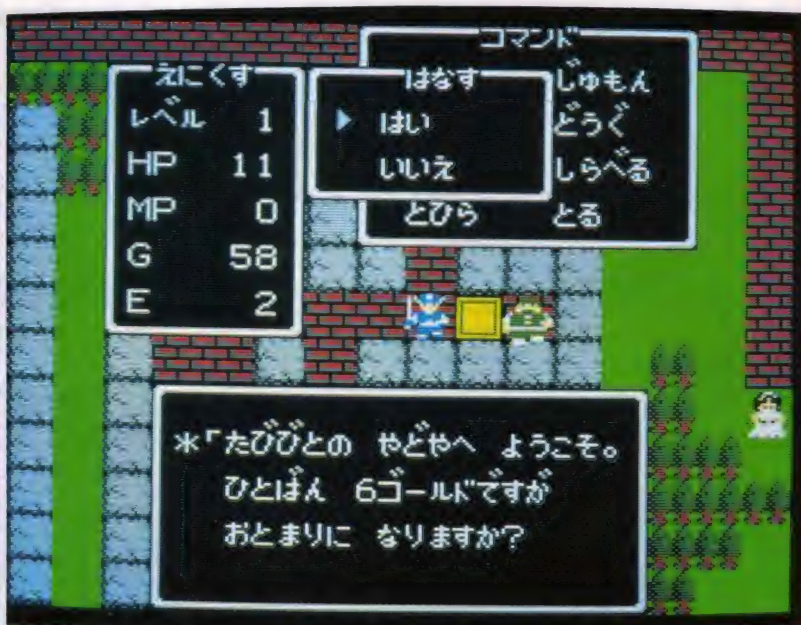 コマンド
じゅもん
どうぐ
しらべる
とびら とる
えにくす
レベル 1
HP 11
MP 0
G 58
E 2
はなす
はい
いいえ
*「たびびとの やどやへ ようこそ。
ひとばん 6ゴールドですが
おとまりに なりますか?